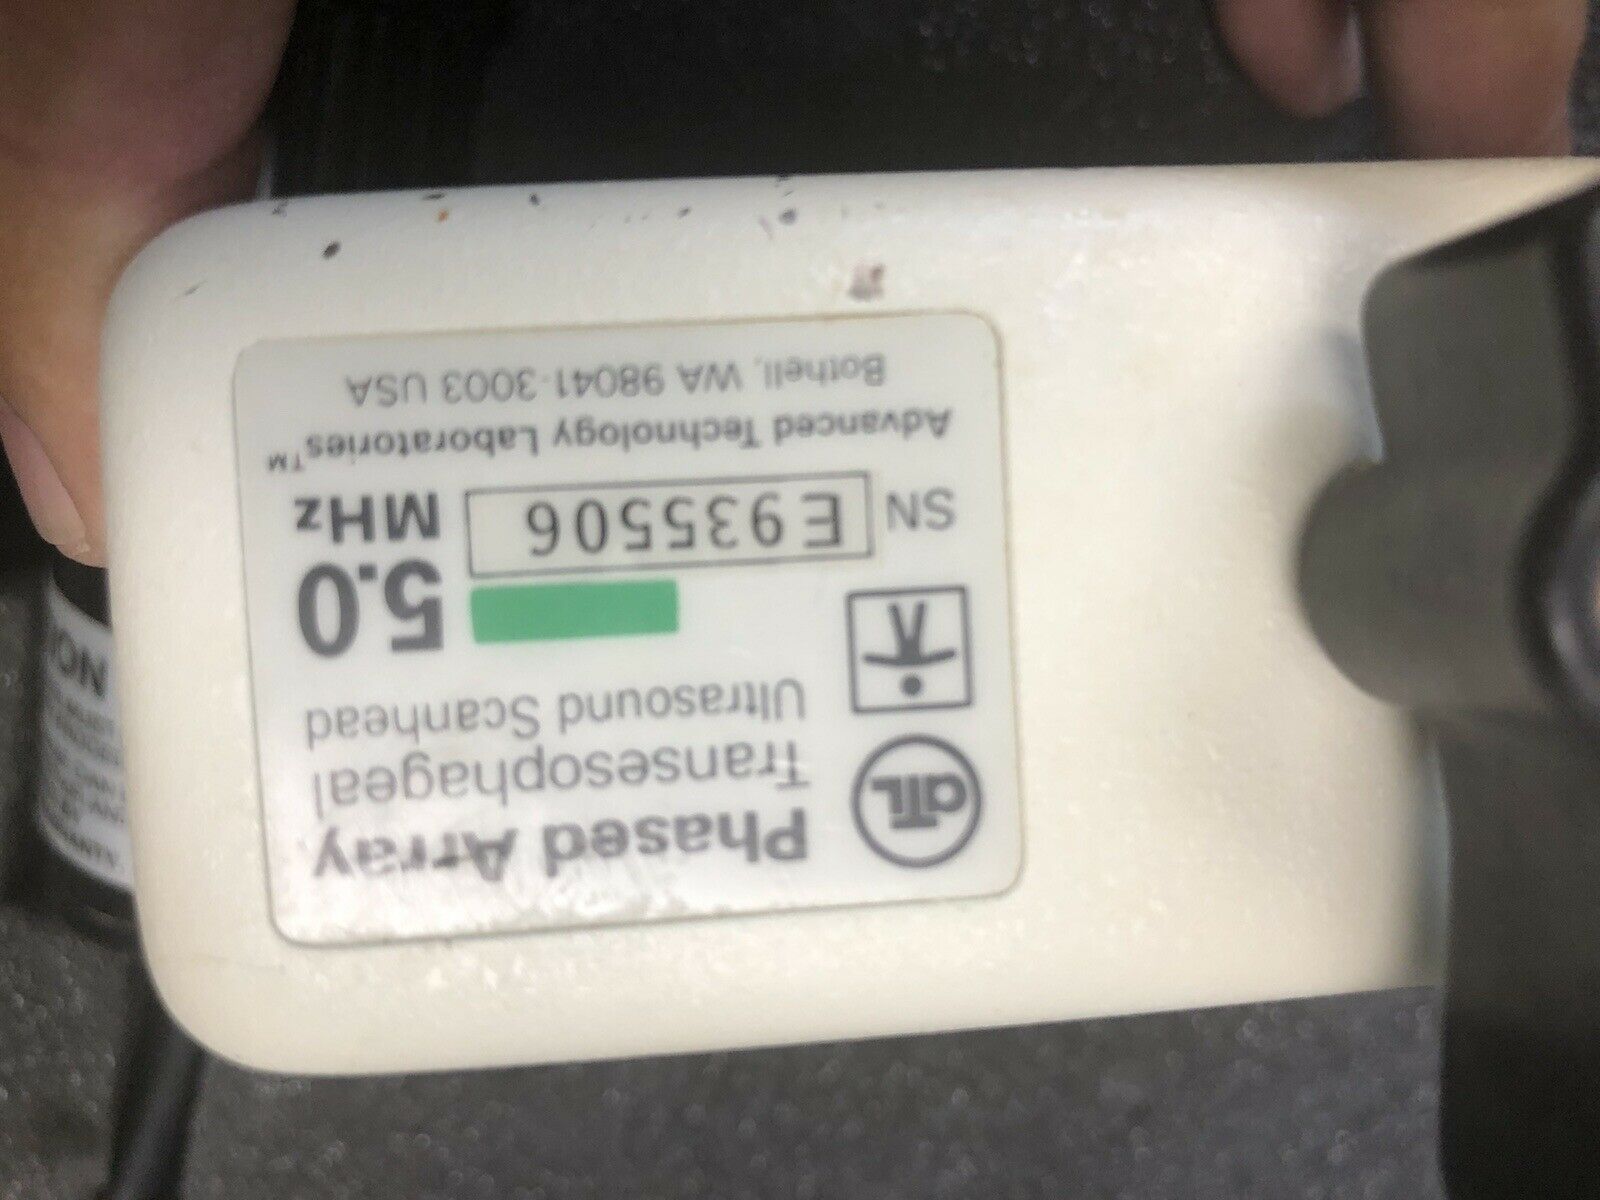 Phased Array
Transesophageal
Ultrasound Scanhead
ATL
5.0
MHz
SN E935506
Advanced Technology Laboratories™
Bothell, WA 98041-3003 USA
ION